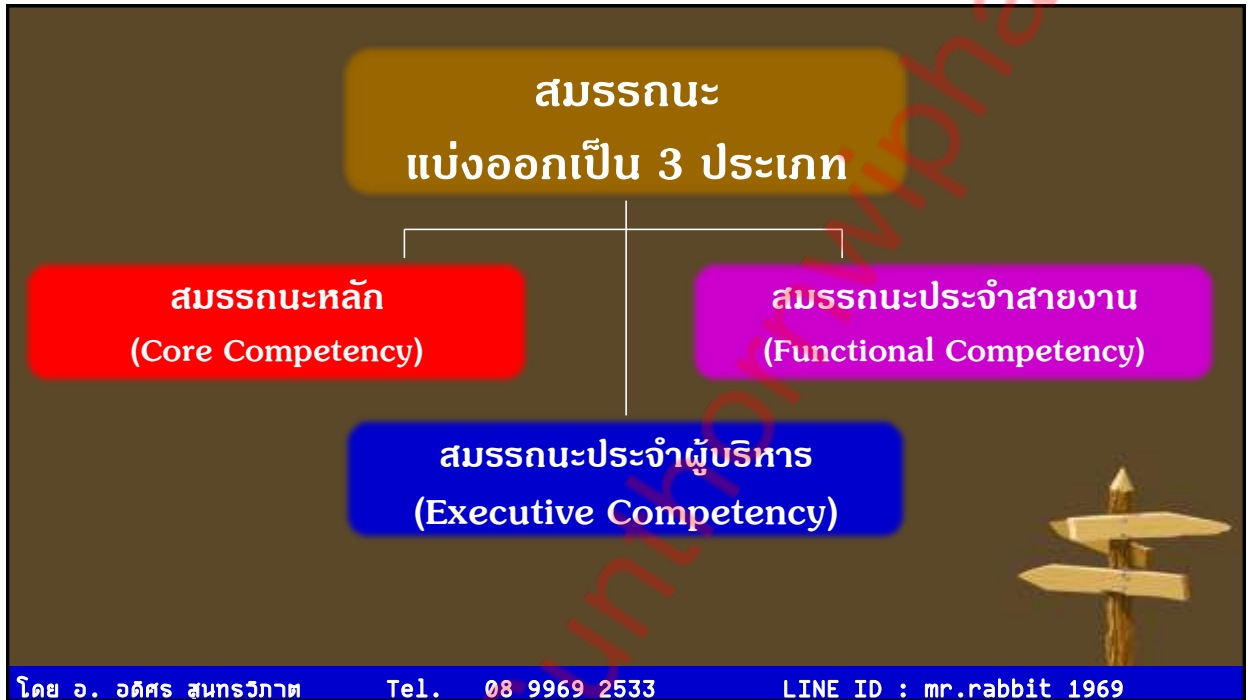 สมรรถนะ
แบ่งออกเป็น 3 ประเภท
สมรรถนะหลัก
(Core Competency)
สมรรถนะประจำสายงาน
(Functional Competency)
สมรรถนะประจำผู้บริหาร
(Executive Competency)
โดย อ. อดิศร สุนทรวิภาต Tel. 08 9969 2533 LINE ID : mr.rabbit 1969